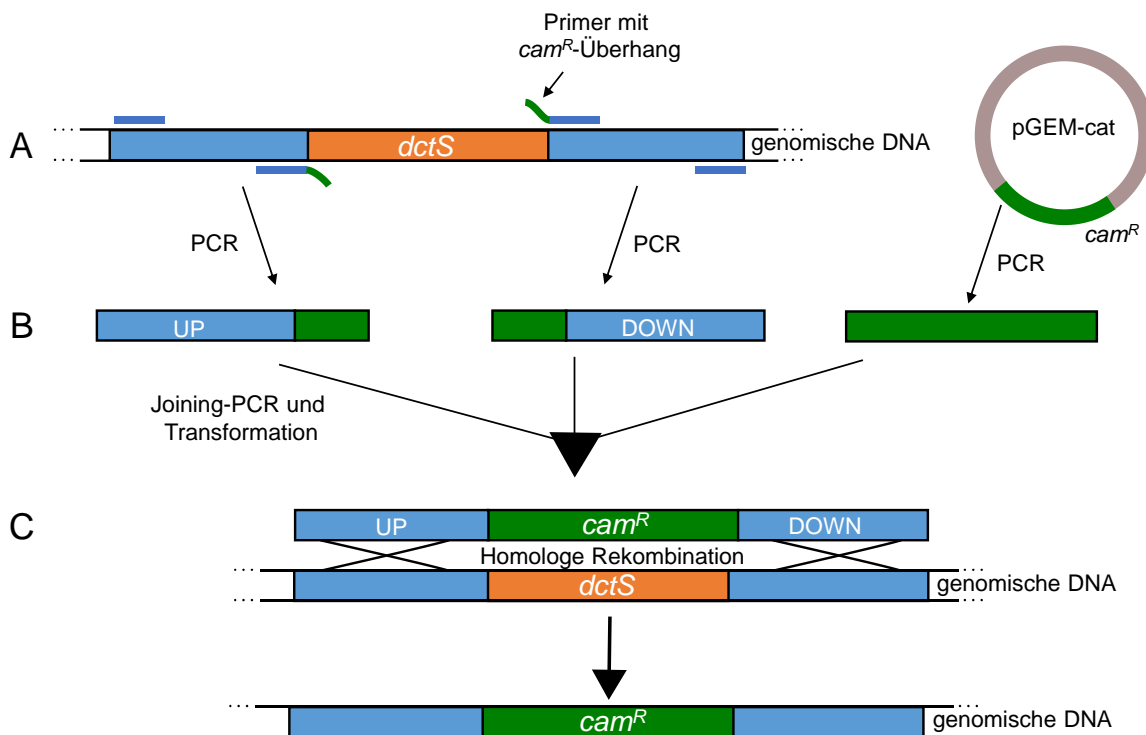 Primer mit
camᴿ-Überhang
A
··· dctS ···
genomische DNA
pGEM-cat
camᴿ
PCR
PCR
PCR
B
UP
DOWN
Joining-PCR und
Transformation
C
UP camᴿ DOWN
Homologe Rekombination
··· dctS ···
genomische DNA
··· camᴿ ···
genomische DNA